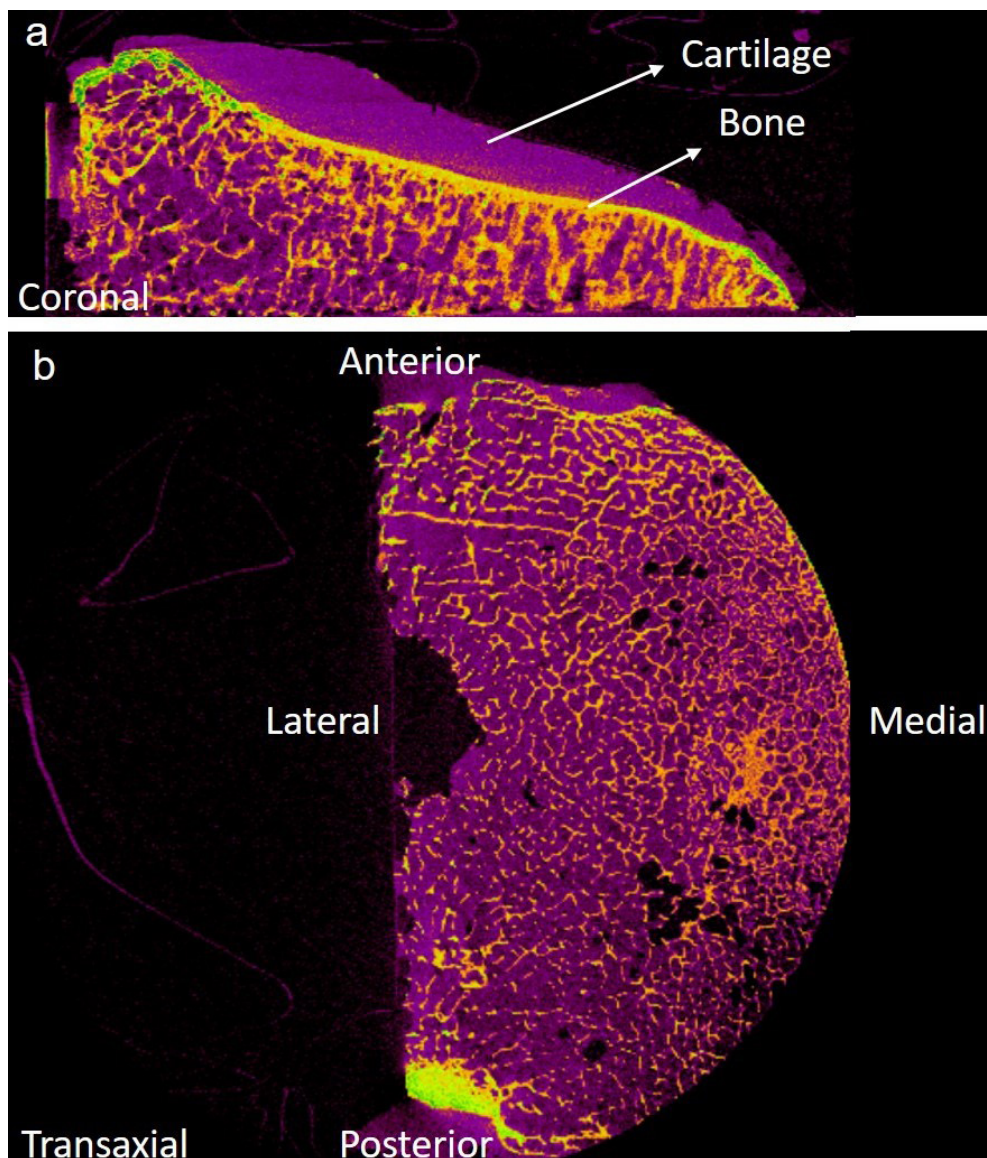 a
Cartilage
Bone
Coronal
b
Anterior
Lateral
Medial
Transaxial
Posterior